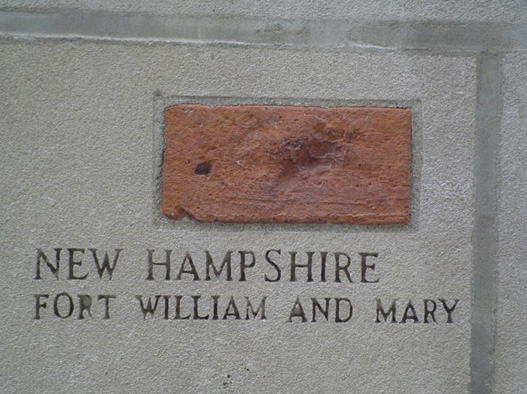 NEW HAMPSHIRE
FORT WILLIAM AND MARY